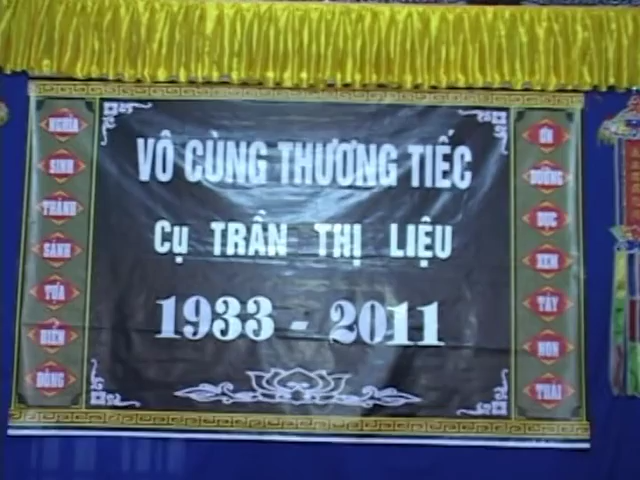 VÔ CÙNG THƯƠNG TIẾC
Cụ TRẦN THỊ LIỆU
1933 - 2011
NGHĨA
SINH
THÀNH
SÁNH
TỰA
BIỂN
ĐÔNG
ƠN
DƯỠNG
DỤC
XEM
TÀY
NON
THÁI